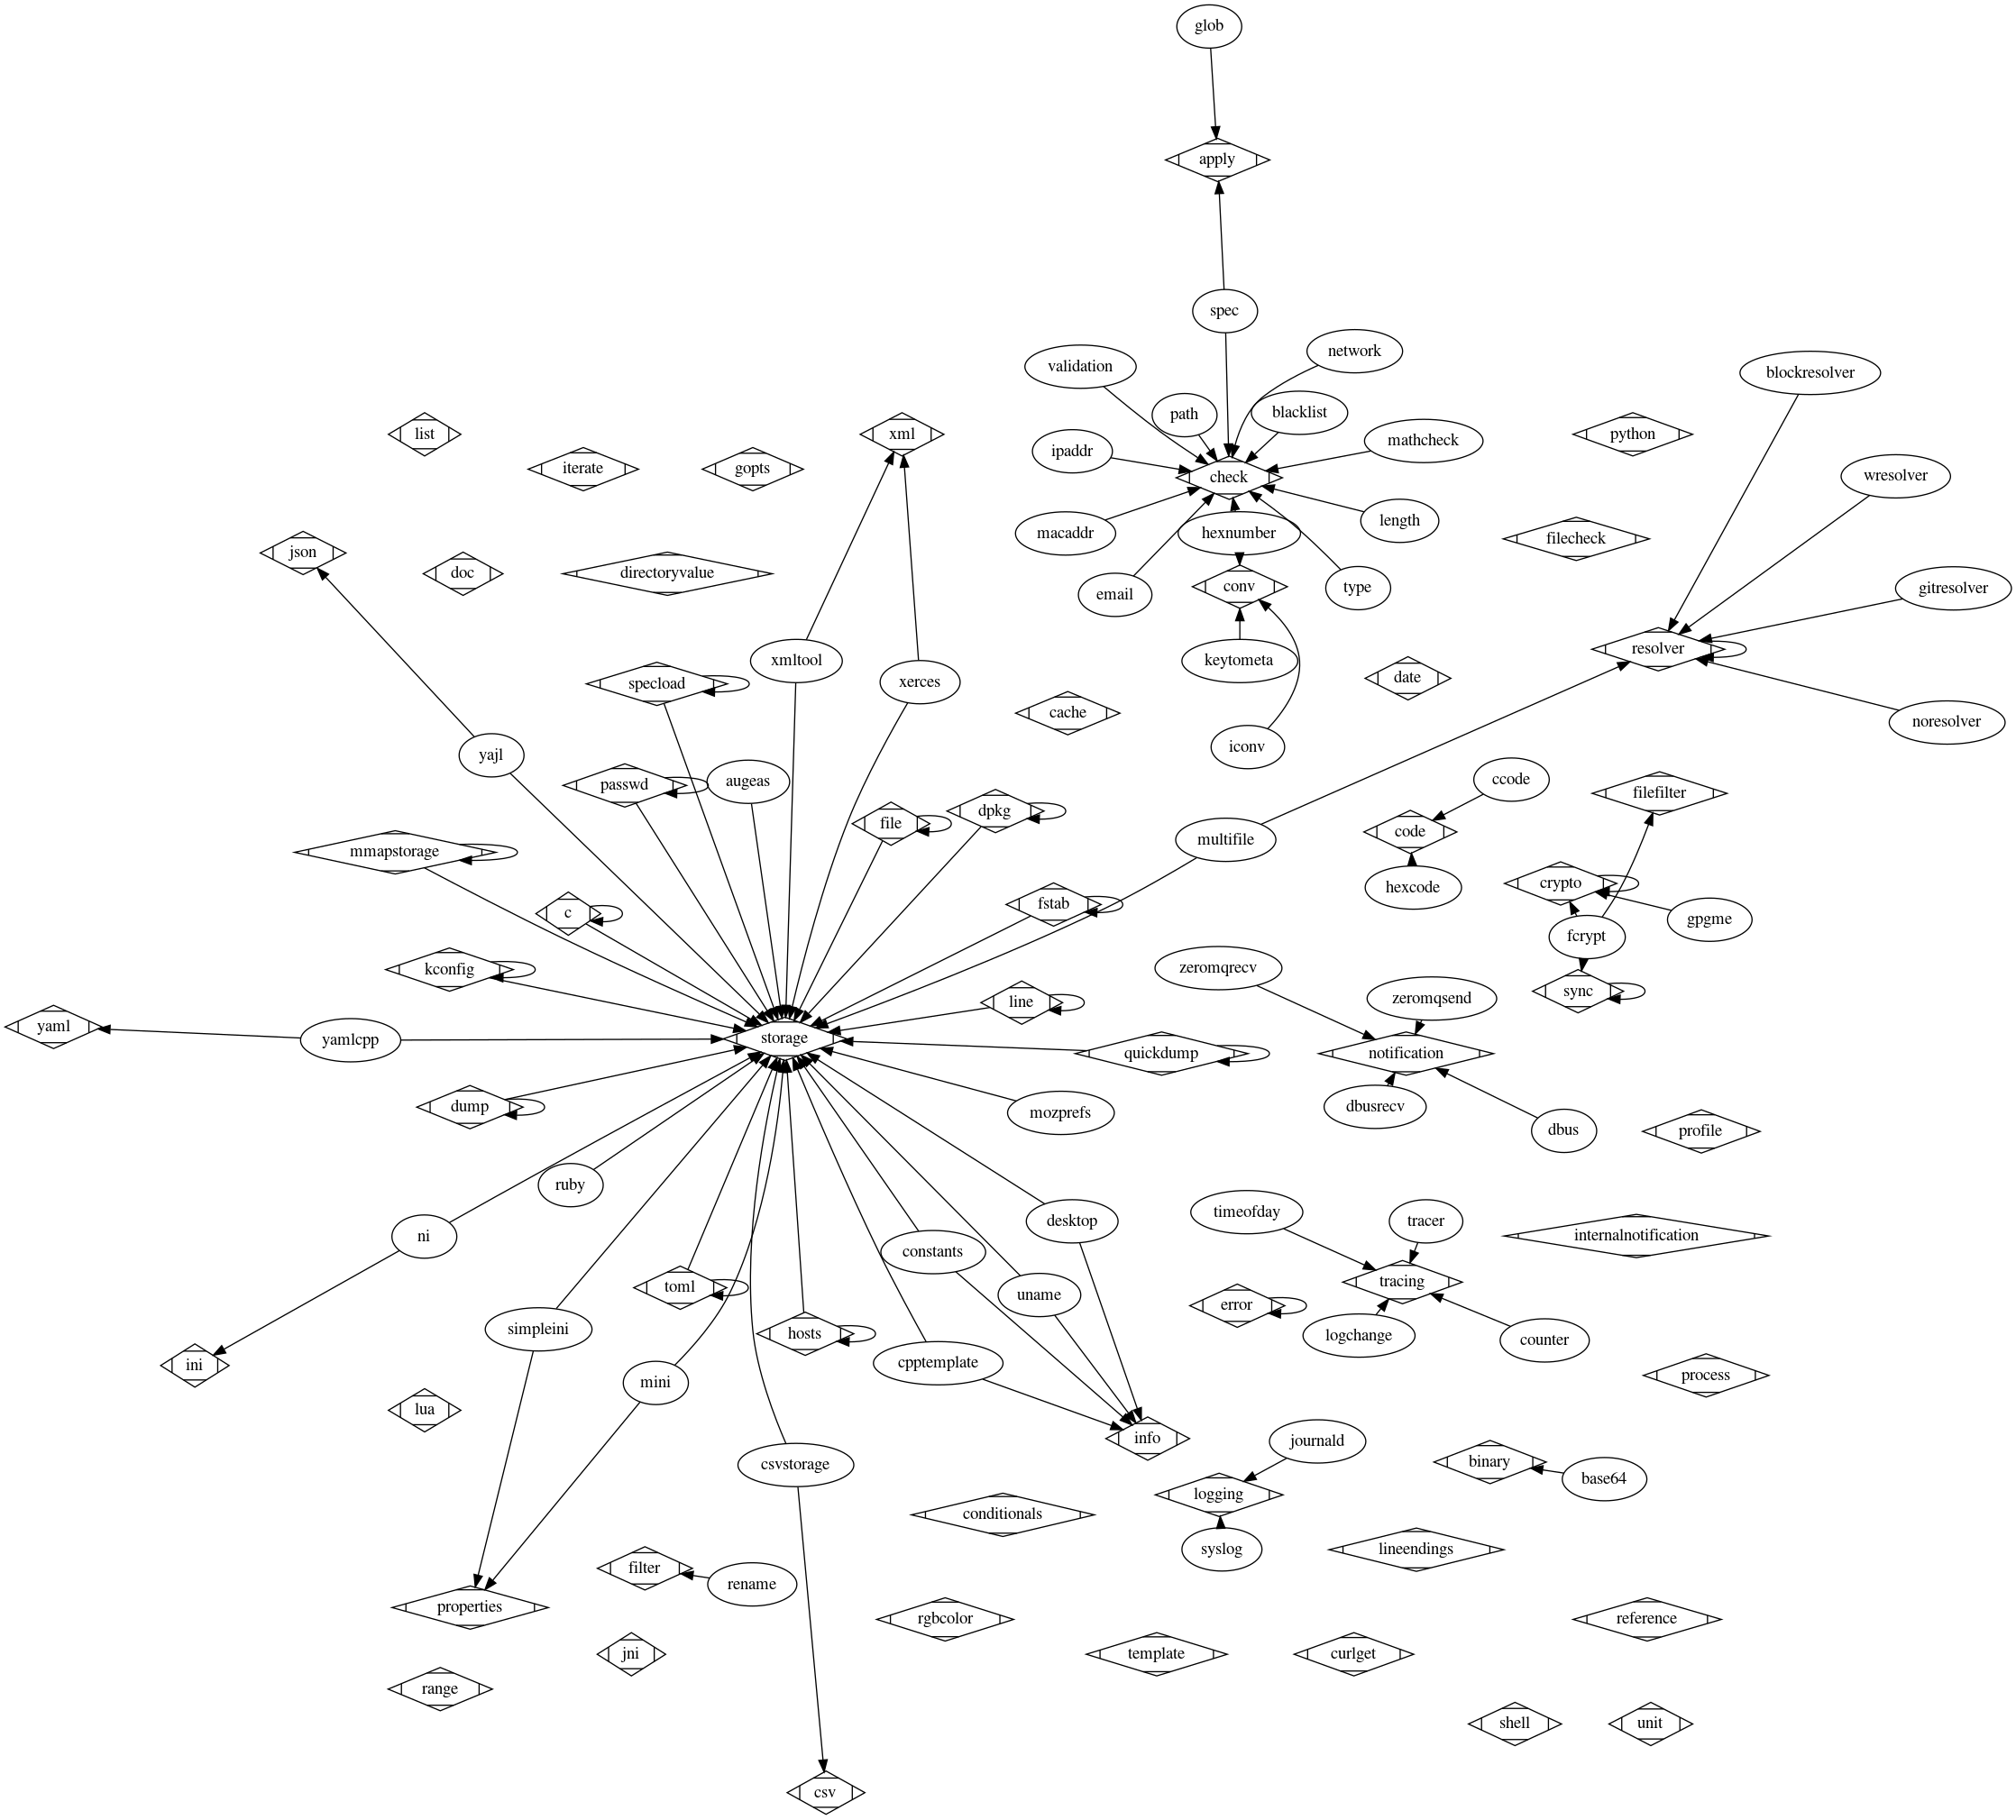 glob
apply
spec
network
validation
blockresolver
path
blacklist
list
xml
python
mathcheck
ipaddr
iterate
gopts
check
wresolver
length
macaddr
hexnumber
filecheck
json
doc
directoryvalue
conv
email
type
gitresolver
resolver
xmltool
keytometa
date
specload
xerces
cache
noresolver
iconv
yajl
passwd
augeas
ccode
filefilter
dpkg
file
code
multifile
mmapstorage
crypto
hexcode
fstab
c
gpgme
fcrypt
kconfig
zeromqrecv
sync
zeromqsend
line
yaml
yamlcpp
storage
quickdump
notification
dump
dbusrecv
mozprefs
dbus
profile
ruby
timeofday
tracer
desktop
ni
internalnotification
constants
tracing
toml
uname
error
simpleini
hosts
logchange
counter
cpptemplate
ini
process
mini
lua
info
journald
csvstorage
binary
base64
logging
conditionals
syslog
lineendings
filter
rename
properties
rgbcolor
reference
jni
template
curlget
range
shell
unit
csv